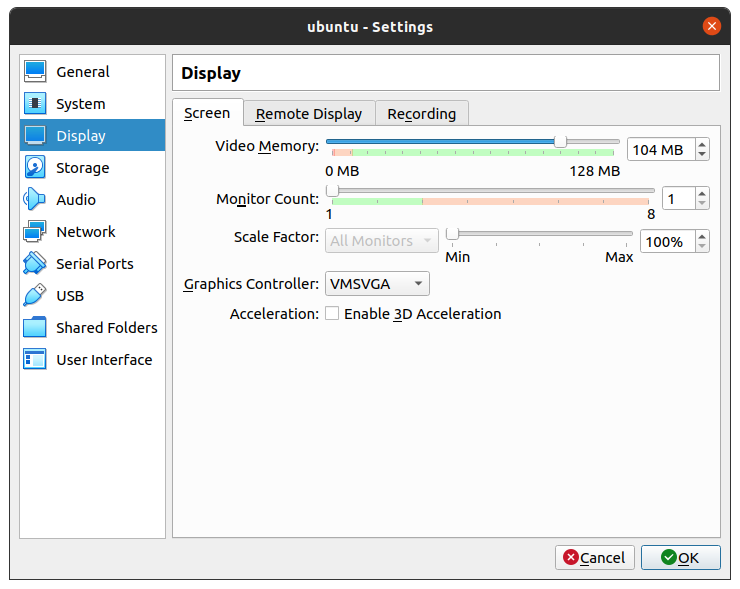 ubuntu - Settings
General
System
Display
Storage
Audio
Network
Serial Ports
USB
Shared Folders
User Interface
Display
Screen Remote Display Recording
Video Memory: 104 MB
0 MB 128 MB
Monitor Count: 1
1 8
Scale Factor: All Monitors 100%
Min Max
Graphics Controller: VMSVGA
Acceleration: Enable 3D Acceleration
Cancel OK